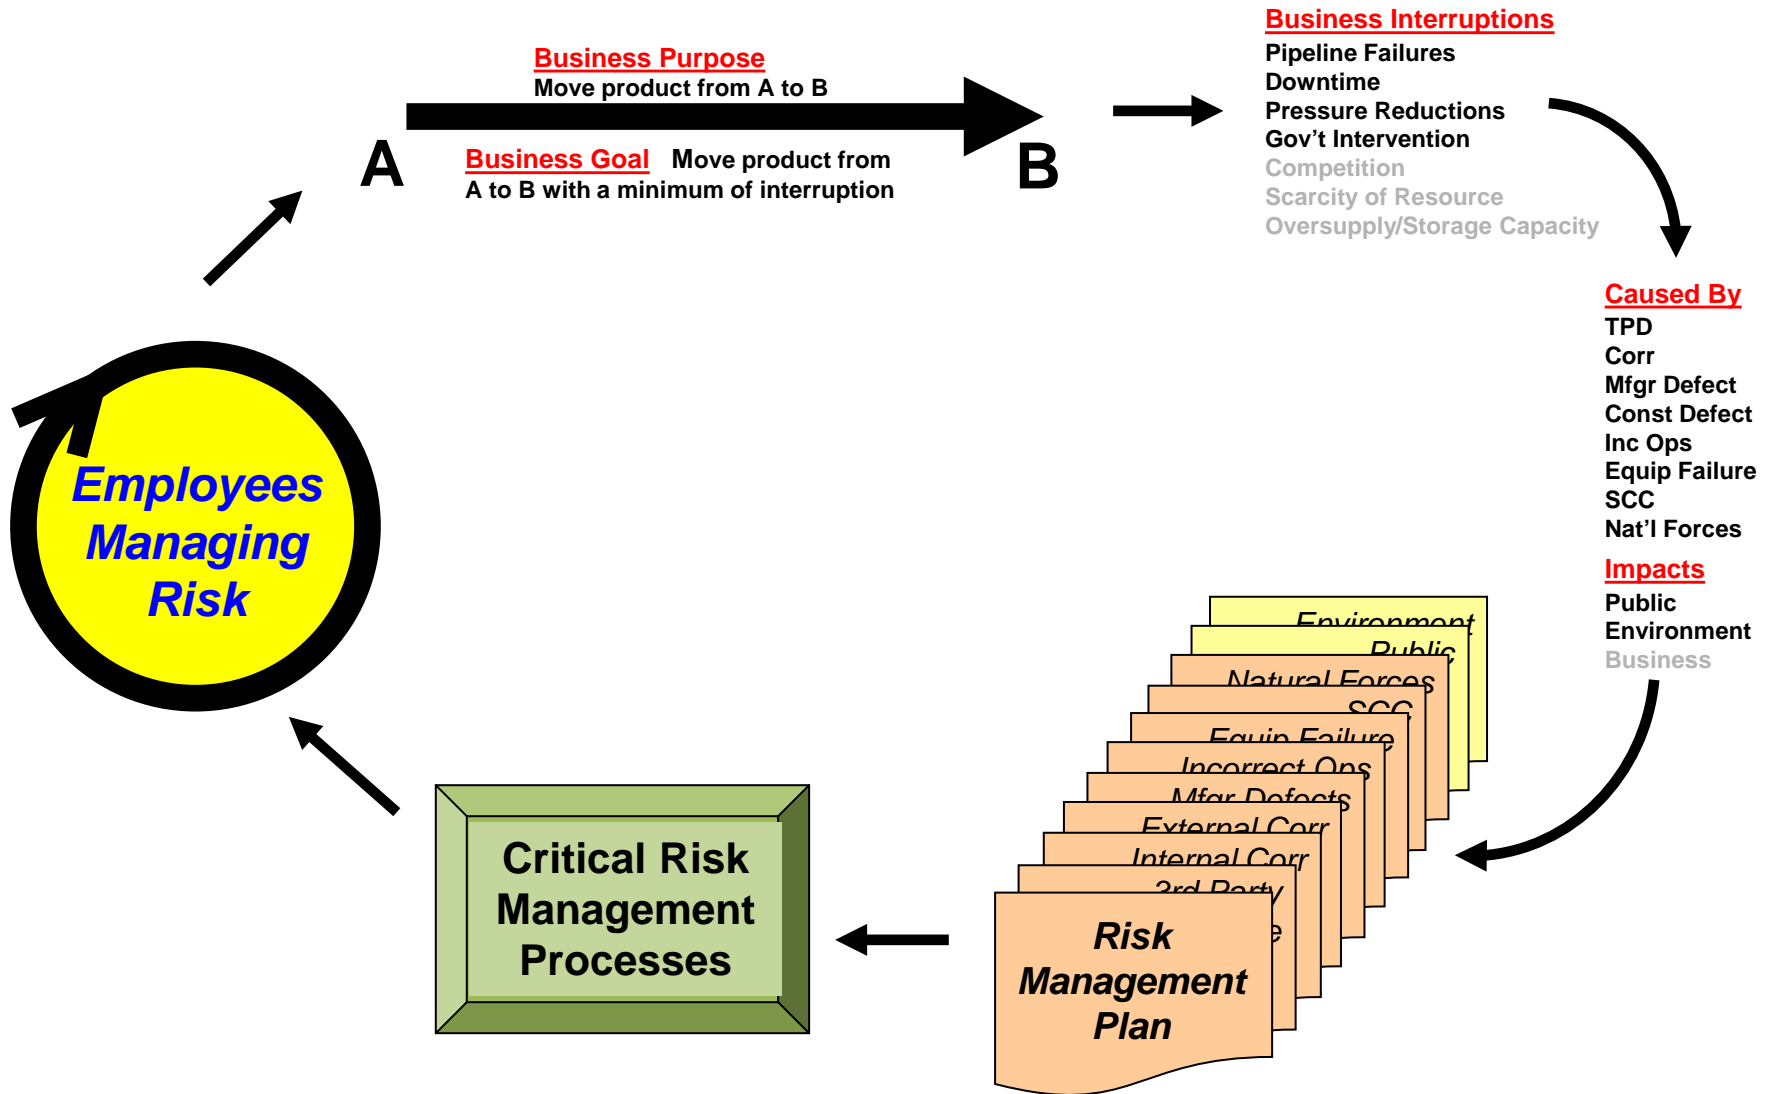 Business Purpose
Move product from A to B
A
B
Business Goal Move product from
A to B with a minimum of interruption
Business Interruptions
Pipeline Failures
Downtime
Pressure Reductions
Gov’t Intervention
Competition
Scarcity of Resource
Oversupply/Storage Capacity
Caused By
TPD
Corr
Mfgr Defect
Const Defect
Inc Ops
Equip Failure
SCC
Nat’l Forces
Impacts
Public
Environment
Business
Environment
Public
Natural Forces
SCC
Equip Failure
Incorrect Ops
Mfgr Defects
External Corr
Internal Corr
3rd Party
Risk
Management
Plan
Critical Risk
Management
Processes
Employees
Managing
Risk